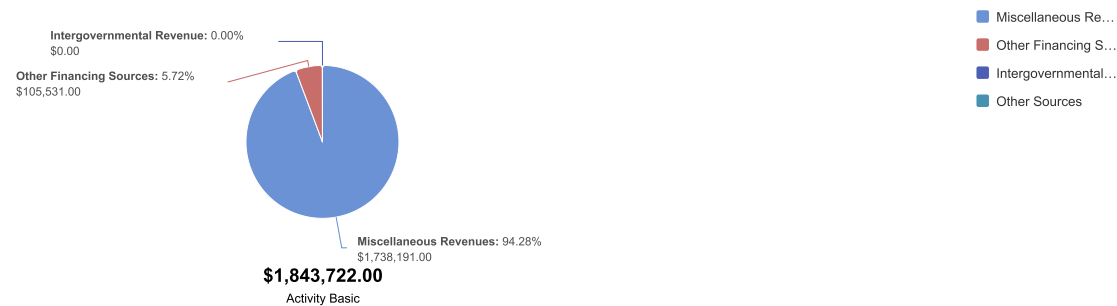 Intergovernmental Revenue: 0.00%
$0.00
Other Financing Sources: 5.72%
$105,531.00
Miscellaneous Revenues: 94.28%
$1,738,191.00
$1,843,722.00
Activity Basic
Miscellaneous Re…
Other Financing S…
Intergovernmental…
Other Sources